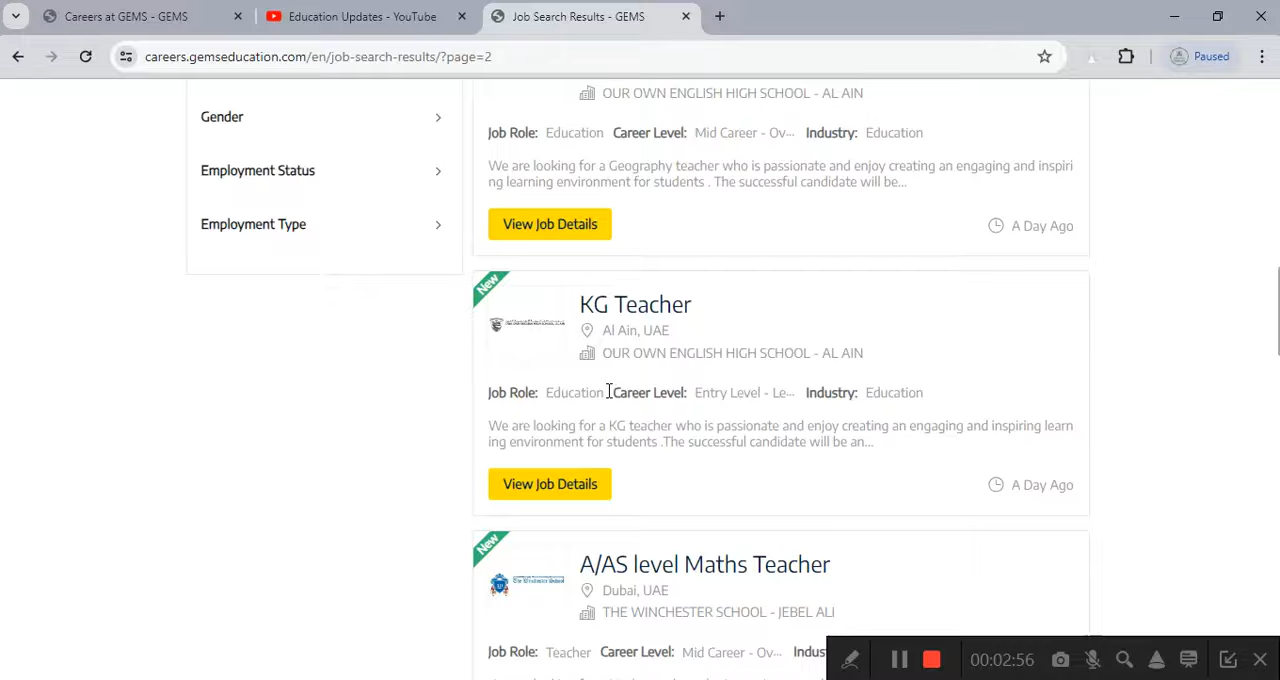 Careers at GEMS - GEMS
Education Updates - YouTube
Job Search Results - GEMS
careers.gemseducation.com/en/job-search-results/?page=2
Paused
Gender
Employment Status
Employment Type
OUR OWN ENGLISH HIGH SCHOOL - AL AIN
Job Role: Education Career Level: Mid Career - Ov... Industry: Education
We are looking for a Geography teacher who is passionate and enjoy creating an engaging and inspiri
ng learning environment for students . The successful candidate will be...
View Job Details
A Day Ago
New
KG Teacher
Al Ain, UAE
OUR OWN ENGLISH HIGH SCHOOL - AL AIN
Job Role: Education Career Level: Entry Level - Le... Industry: Education
We are looking for a KG teacher who is passionate and enjoy creating an engaging and inspiring learn
ing environment for students .The successful candidate will be an...
View Job Details
A Day Ago
New
A/AS level Maths Teacher
The Winchester School
Dubai, UAE
THE WINCHESTER SCHOOL - JEBEL ALI
Job Role: Teacher Career Level: Mid Career - Ov... Indus
00:02:56